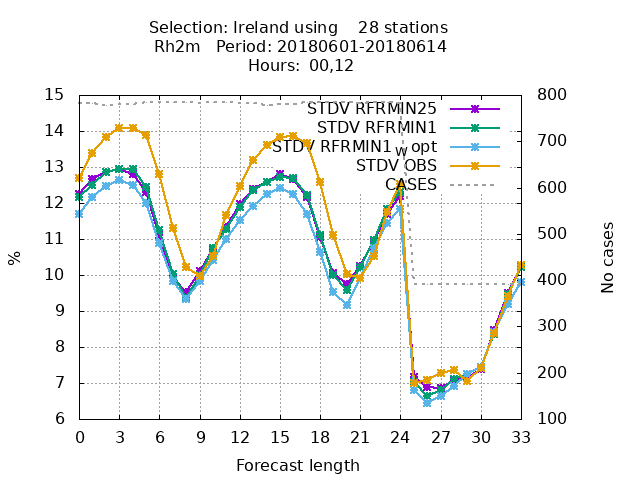 Selection: Ireland using    28 stations
Rh2m   Period: 20180601-20180614
Hours:  00,12
STDV RFRMIN25
STDV RFRMIN1
STDV RFRMIN1w opt
STDV OBS
CASES
15
14
13
12
11
10
9
8
7
6
%
800
700
600
500
400
300
200
100
No cases
0 3 6 9 12 15 18 21 24 27 30 33
Forecast length